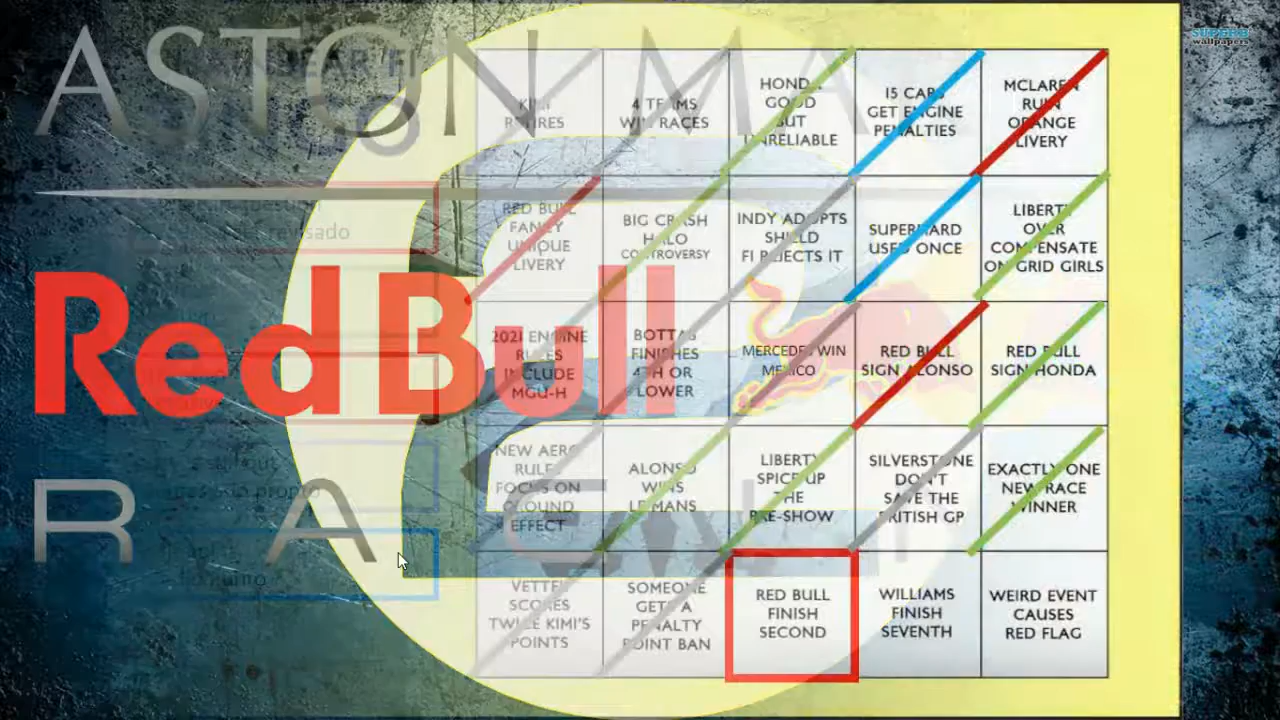 ASTON MA
SUPERB
wallpapers
KIMI
RETIRES
4 TEAMS
WIN RACES
HONDA
GOOD
BUT
UNRELIABLE
15 CARS
GET ENGINE
PENALTIES
MCLAREN
RUN
ORANGE
LIVERY
RED BULL
FANCY
UNIQUE
LIVERY
BIG CRASH
HALO
CONTROVERSY
INDY ADOPTS
SHIELD
F1 REJECTS IT
SUPERHARD
USED ONCE
LIBERTY
OVER
COMPENSATE
ON GRID GIRLS
Red Bull
2021 ENGINE
RULES
INCLUDE
MGU-H
BOTTAS
FINISHES
4TH OR
LOWER
MERCEDES WIN
MEXICO
RED BULL
SIGN ALONSO
RED BULL
SIGN HONDA
NEW AERO
RULES
FOCUS ON
GROUND
EFFECT
ALONSO
WINS
LE MANS
LIBERTY
SPICE UP
THE
PRE-SHOW
SILVERSTONE
DON'T
SAVE THE
BRITISH GP
EXACTLY ONE
NEW RACE
WINNER
RA
VETTEL
SCORES
TWICE KIMI'S
POINTS
SOMEONE
GETS A
PENALTY
POINT BAN
RED BULL
FINISH
SECOND
WILLIAMS
FINISH
SEVENTH
WEIRD EVENT
CAUSES
RED FLAG